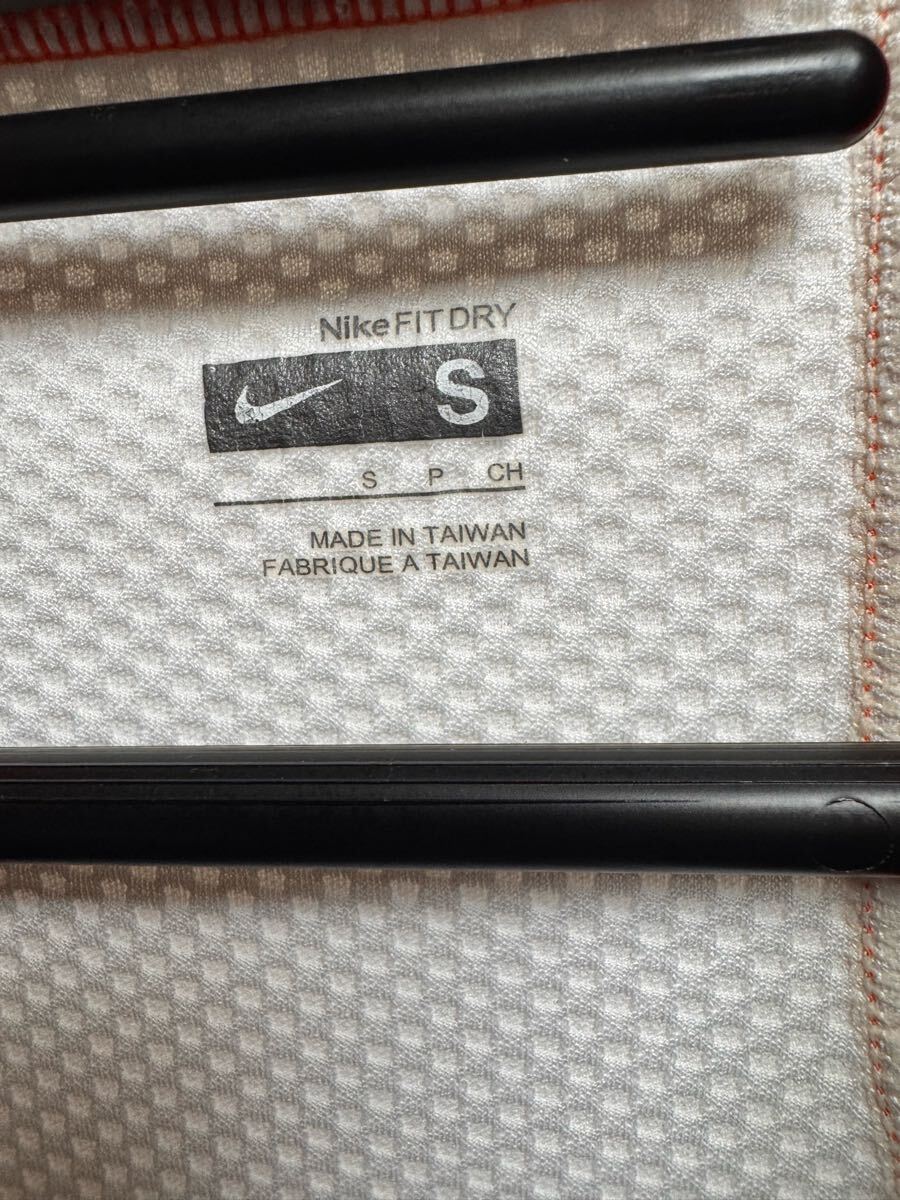 Nike FIT DRY
S
S P CH
MADE IN TAIWAN
FABRIQUE A TAIWAN